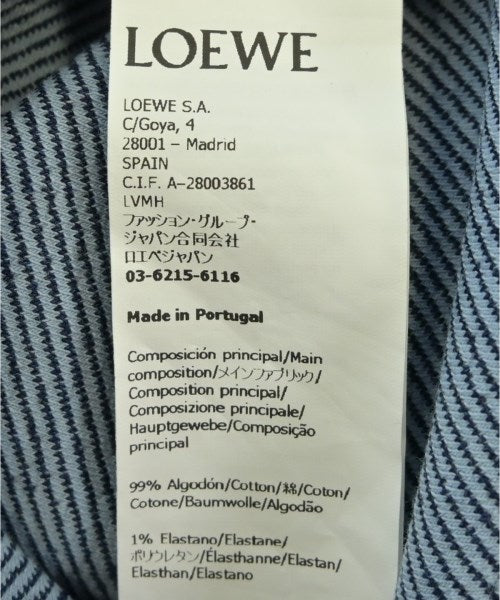 LOEWE
LOEWE S.A.
C/Goya, 4
28001 – Madrid
SPAIN
C.I.F. A-28003861
LVMH
ファッション・グループ・
ジャパン合同会社
ロエベジャパン
03-6215-6116
Made in Portugal
Composición principal/Main
composition/メインファブリック/
Composition principal/
Composizione principale/
Hauptgewebe/Composição
principal
99% Algodón/Cotton/綿/Coton/
Cotone/Baumwolle/Algodão
1% Elastano/Elastane/
ポリウレタン/Élasthanne/Elastan/
Elasthan/Elastano